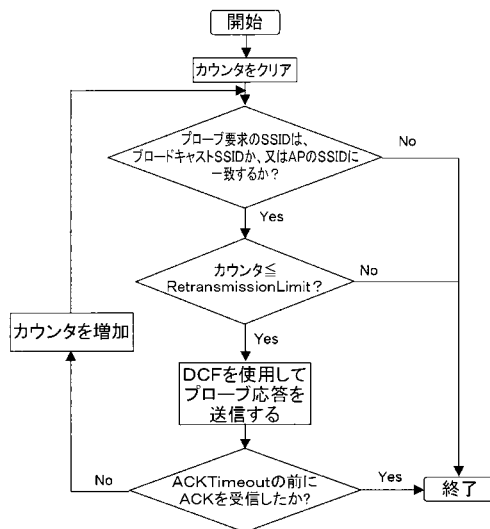 開始
カウンタをクリア
プローブ要求のSSIDは、
ブロードキャストSSIDか、又はAPのSSIDに
一致するか？
No
Yes
カウンタ≦
RetransmissionLimit？
No
カウンタを増加
Yes
DCFを使用して
プローブ応答を
送信する
No
ACKTimeoutの前に
ACKを受信したか？
Yes
終了